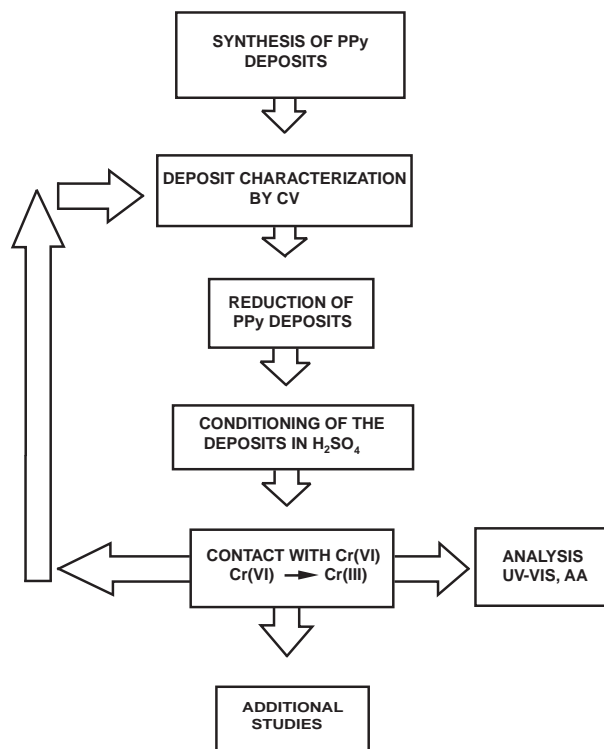 SYNTHESIS OF PPy
DEPOSITS
DEPOSIT CHARACTERIZATION
BY CV
REDUCTION OF
PPy DEPOSITS
CONDITIONING OF THE
DEPOSITS IN H₂SO₄
CONTACT WITH Cr(VI)
Cr(VI) → Cr(III)
ANALYSIS
UV-VIS, AA
ADDITIONAL
STUDIES